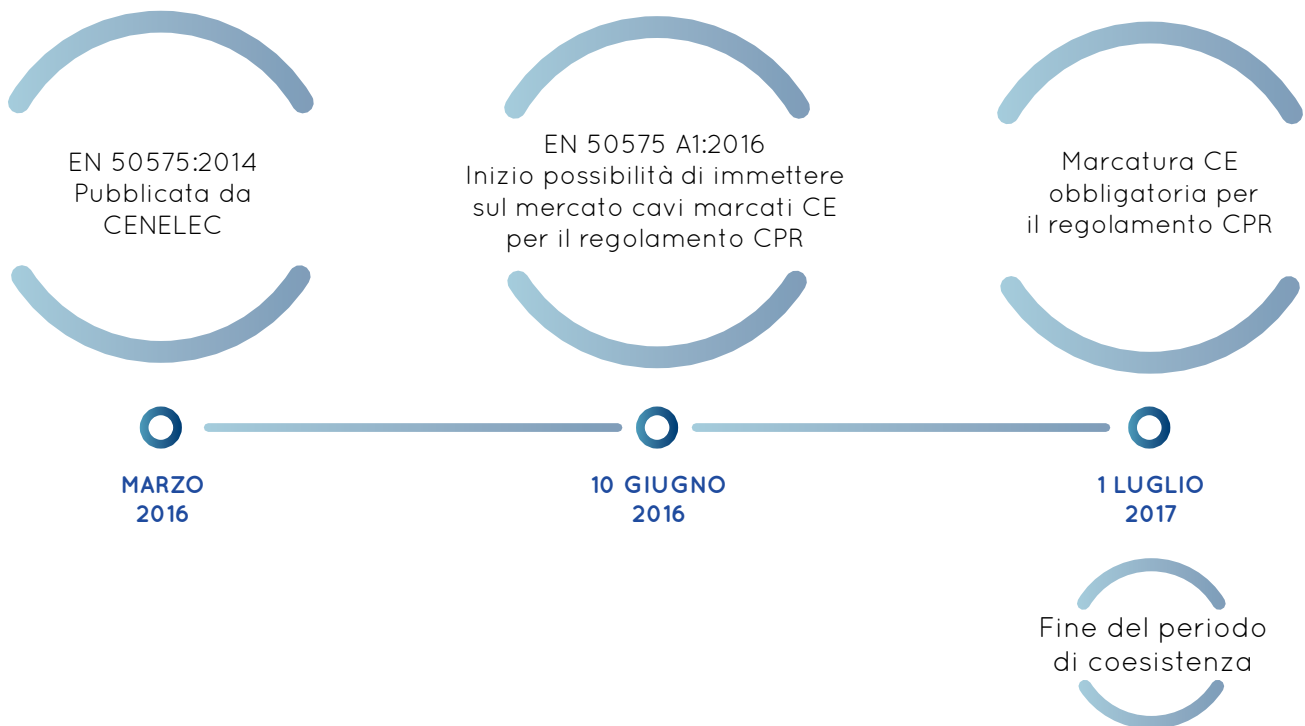 EN 50575:2014
Pubblicata da
CENELEC
MARZO
2016
EN 50575 A1:2016
Inizio possibilità di immettere
sul mercato cavi marcati CE
per il regolamento CPR
10 GIUGNO
2016
Marcatura CE
obbligatoria per
il regolamento CPR
1 LUGLIO
2017
Fine del periodo
di coesistenza